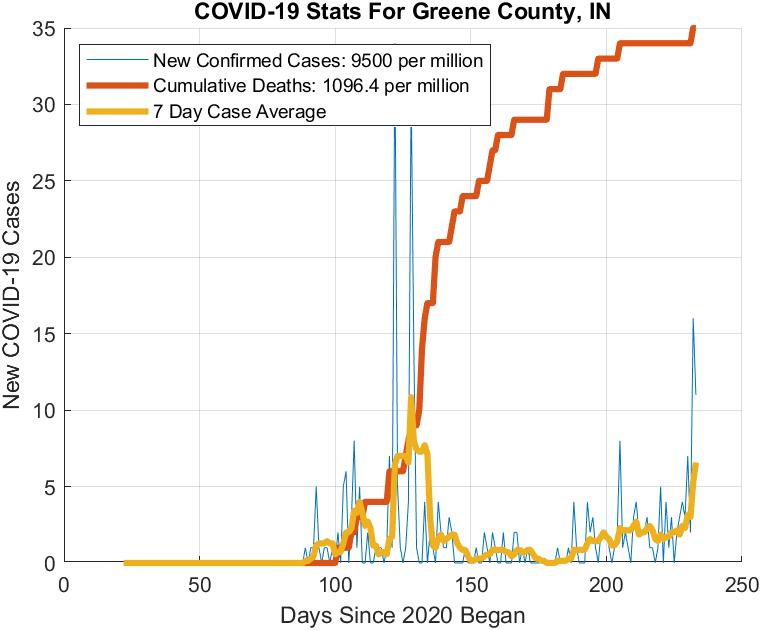 COVID-19 Stats For Greene County, IN
New Confirmed Cases: 9500 per million
Cumulative Deaths: 1096.4 per million
7 Day Case Average
New COVID-19 Cases
35
30
25
20
15
10
5
0
0 50 100 150 200 250
Days Since 2020 Began